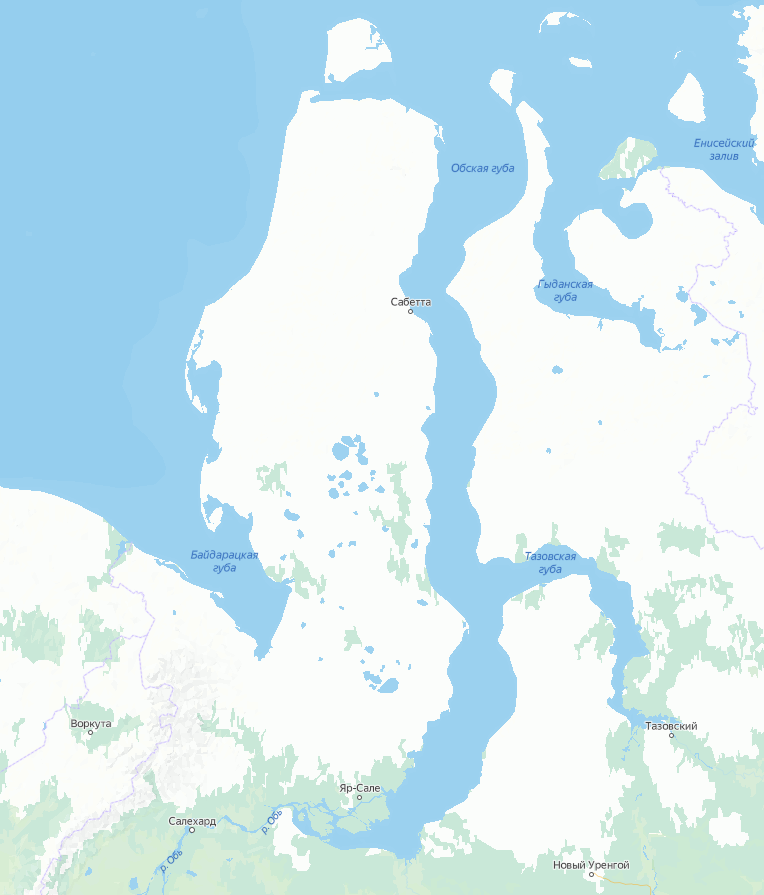 Енисейский
залив
Обская губа
Гыданская
губа
Сабетта
Байдарацкая
губа
Тазовская
губа
Воркута
Тазовский
Яр-Сале
Салехард
р. Обь
р. Обь
Новый Уренгой